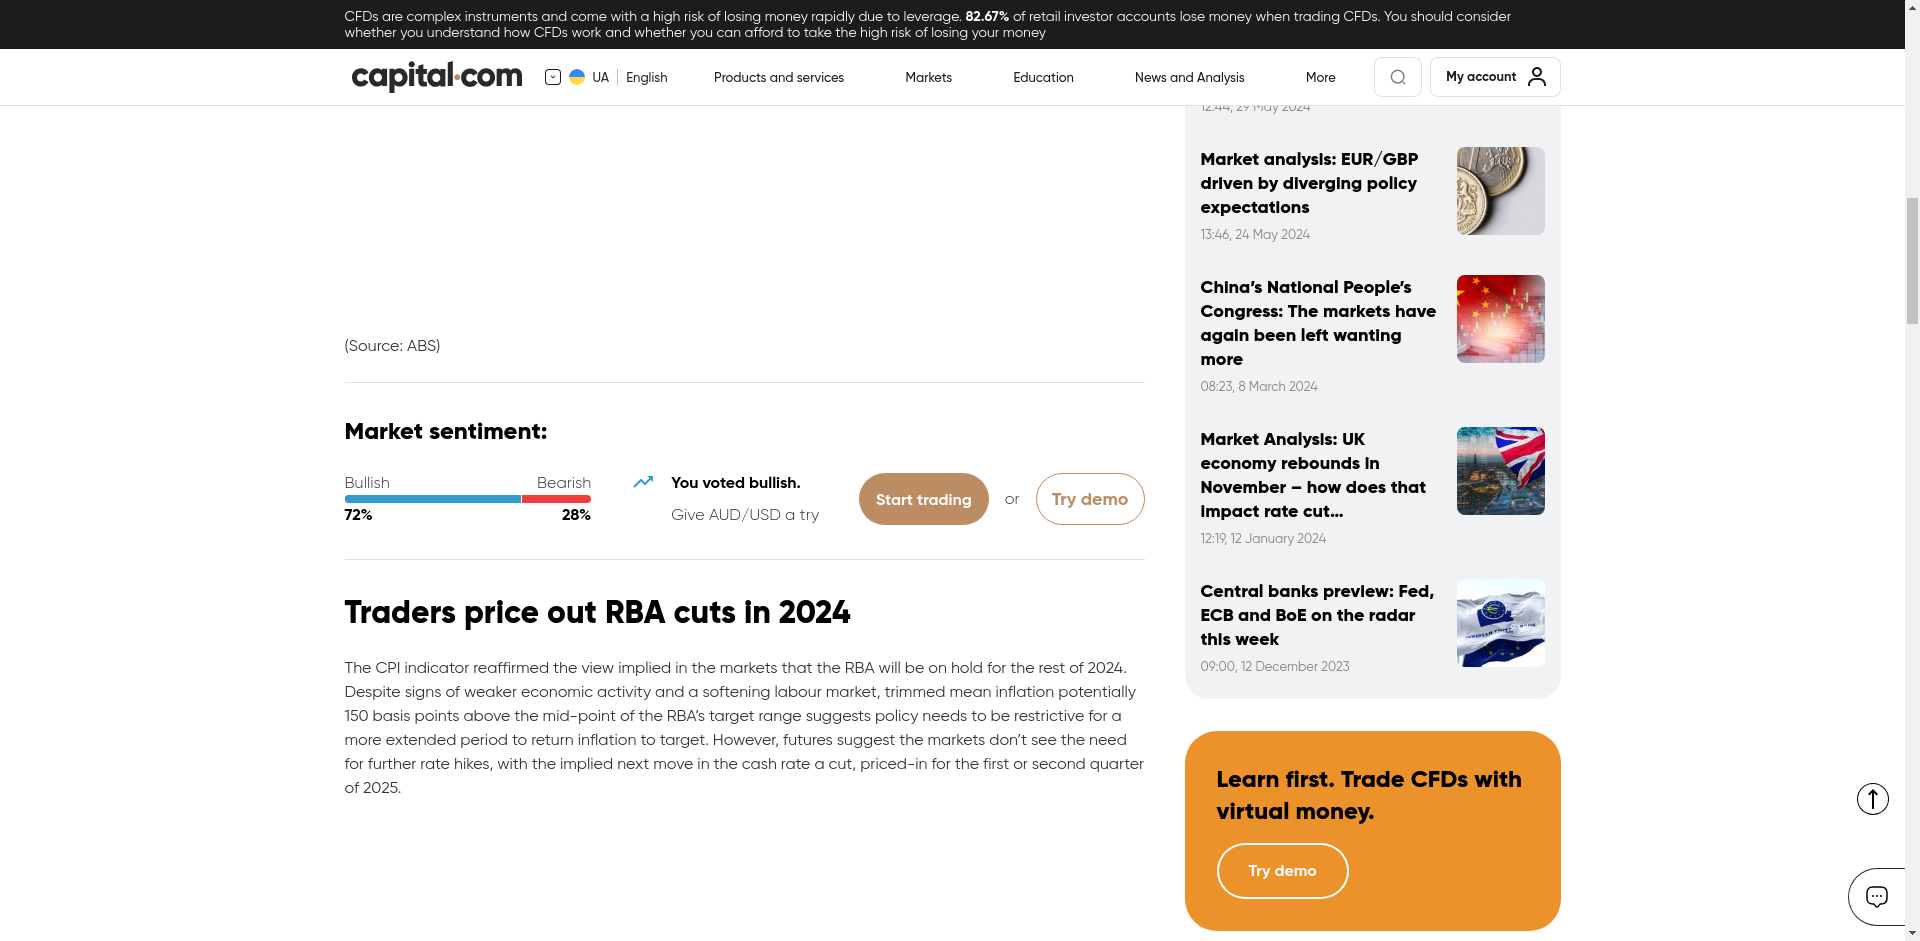 CFDs are complex instruments and come with a high risk of losing money rapidly due to leverage. 82.67% of retail investor accounts lose money when trading CFDs. You should consider
whether you understand how CFDs work and whether you can afford to take the high risk of losing your money
capital.com
UA
English
Products and services
Markets
Education
News and Analysis
More
My account
(Source: ABS)
Market sentiment:
Bullish
Bearish
72%
28%
You voted bullish.
Give AUD/USD a try
Start trading
or
Try demo
Traders price out RBA cuts in 2024
The CPI indicator reaffirmed the view implied in the markets that the RBA will be on hold for the rest of 2024.
Despite signs of weaker economic activity and a softening labour market, trimmed mean inflation potentially
150 basis points above the mid-point of the RBA’s target range suggests policy needs to be restrictive for a
more extended period to return inflation to target. However, futures suggest the markets don’t see the need
for further rate hikes, with the implied next move in the cash rate a cut, priced-in for the first or second quarter
of 2025.
12:44, 29 May 2024
Market analysis: EUR/GBP
driven by diverging policy
expectations
13:46, 24 May 2024
China’s National People’s
Congress: The markets have
again been left wanting
more
08:23, 8 March 2024
Market Analysis: UK
economy rebounds in
November – how does that
impact rate cut...
12:19, 12 January 2024
Central banks preview: Fed,
ECB and BoE on the radar
this week
09:00, 12 December 2023
Learn first. Trade CFDs with
virtual money.
Try demo